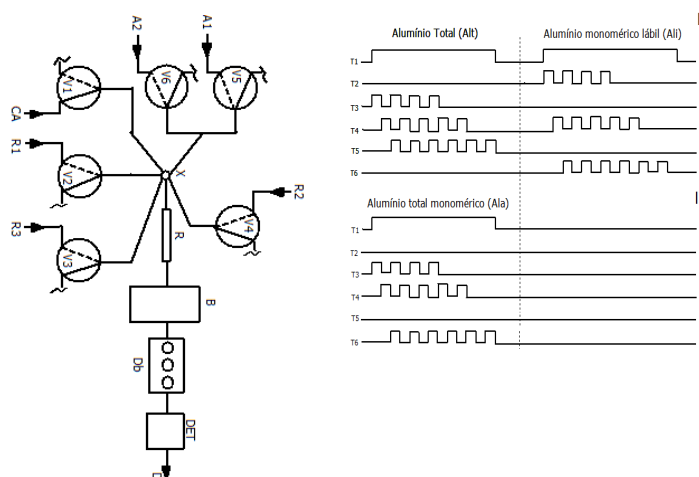 A2
A1
V1
V6
V5
CA
R1
V2
X
R2
R3
V3
V4
R
B
Db
DET
Alumínio Total (Alt)
Alumínio monomérico lábil (Ali)
T1
T2
T3
T4
T5
T6
Alumínio total monomérico (Ala)
T1
T2
T3
T4
T5
T6